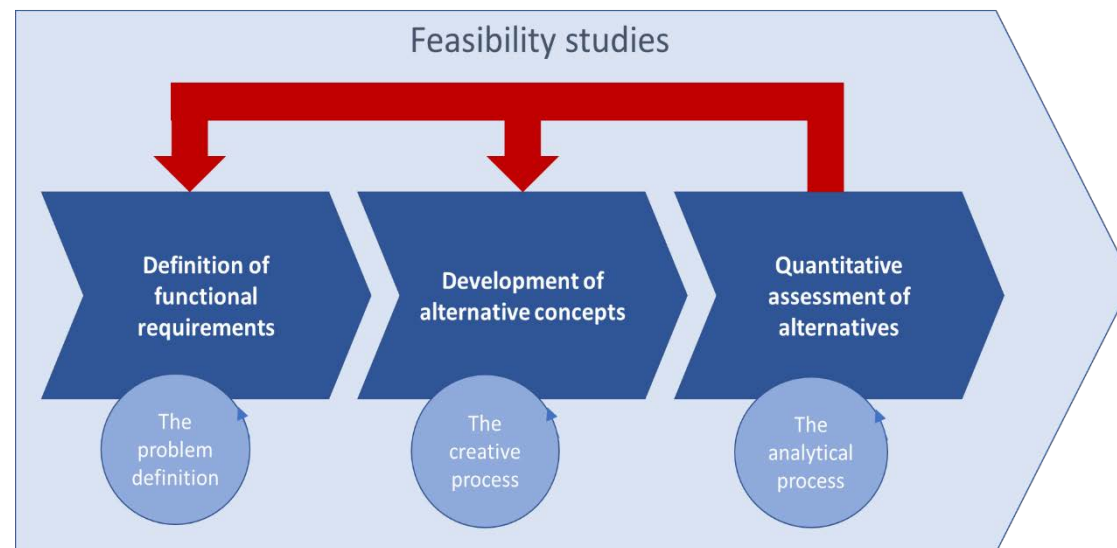 Feasibility studies
Definition of
functional
requirements
Development of
alternative concepts
Quantitative
assessment of
alternatives
The
problem
definition
The
creative
process
The
analytical
process